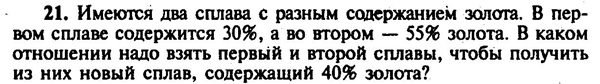 21. Имеются два сплава с разным содержанием золота. В пер-
вом сплаве содержится 30%, а во втором — 55% золота. В каком
отношении надо взять первый и второй сплавы, чтобы получить
из них новый сплав, содержащий 40% золота?